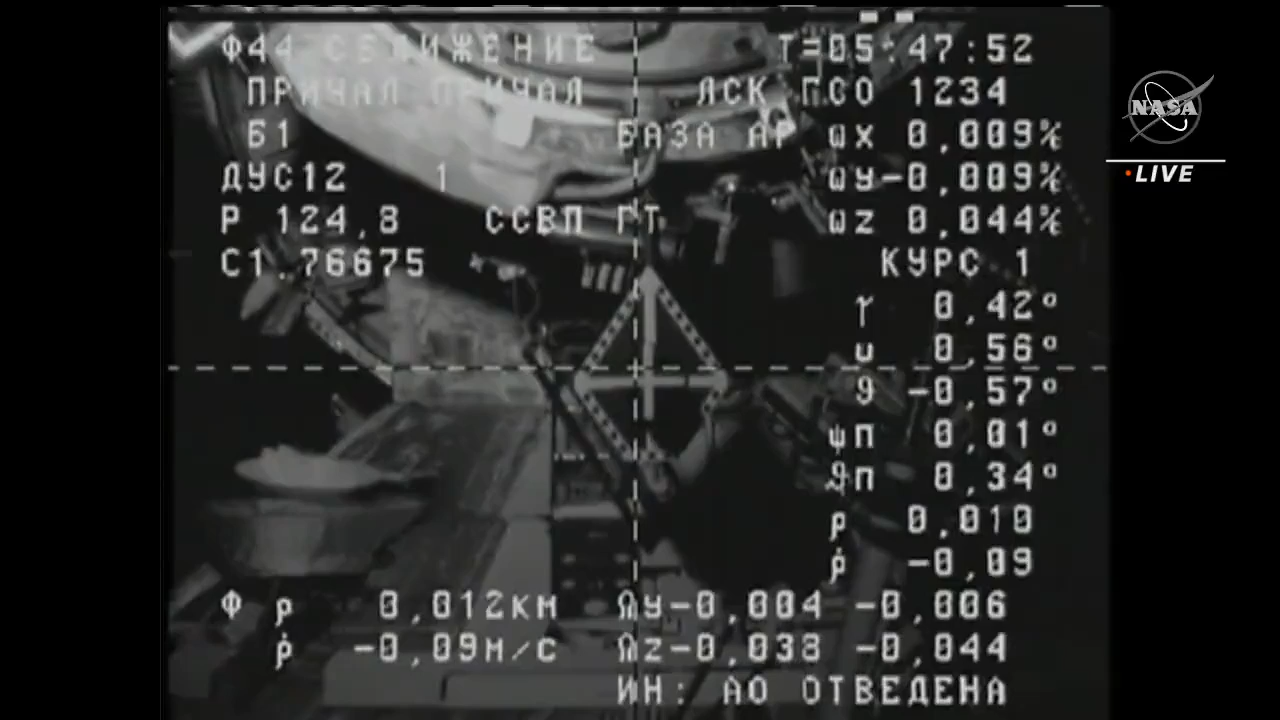 Ф44 СБЛИЖЕНИЕ Т=05:47:52
ПРИЧАЛ ПРИЧАЛ ЛСК ПСО 1234
Б1 БАЗА АР ωX 0,009%
ДУС12 1 ωУ-0,009%
Р 124,8 ССВП ГТ ωZ 0,044%
С1.76675 КУРС 1
γ 0,42°
υ 0,56°
ϑ -0,57°
ψП 0,01°
ϑП 0,34°
ρ 0,010
ρ̇ -0,09
Ф ρ 0,012КМ ΩУ-0,004 -0,006
ρ̇ -0,09М/С ΩZ-0,038 -0,044
ИН: АО ОТВЕДЕНА
NASA
LIVE